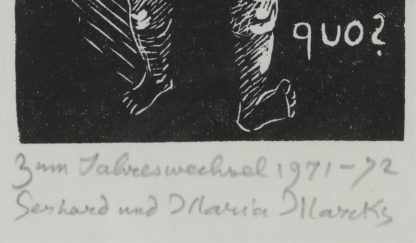 quo?
Zum Jahreswechsel 1971-72
Gerhard und Maria Marcks